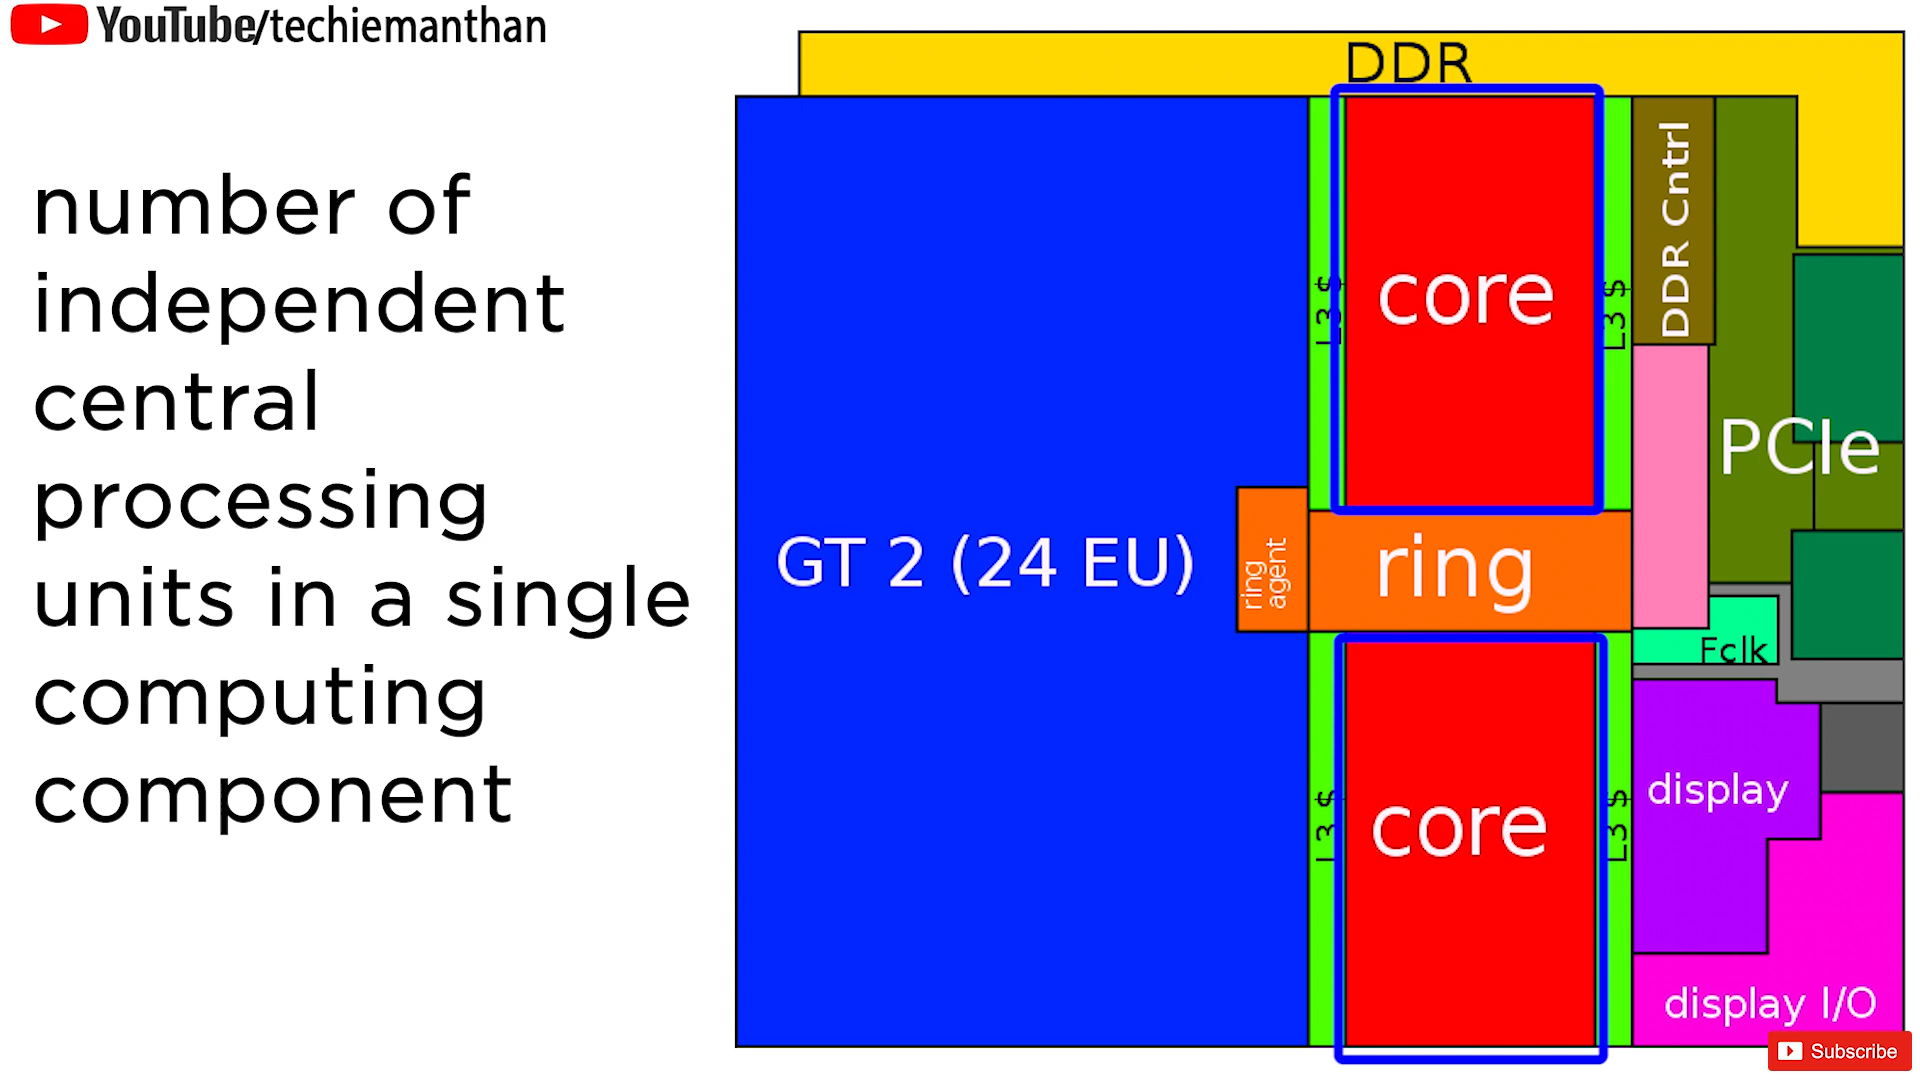 YouTube/techiemanthan
number of
independent
central
processing
units in a single
computing
component
DDR
core
L3 $
L3 $
DDR Cntrl
PCIe
GT 2 (24 EU)
ring
agent
ring
Fclk
core
L3 $
L3 $
display
display I/O
Subscribe